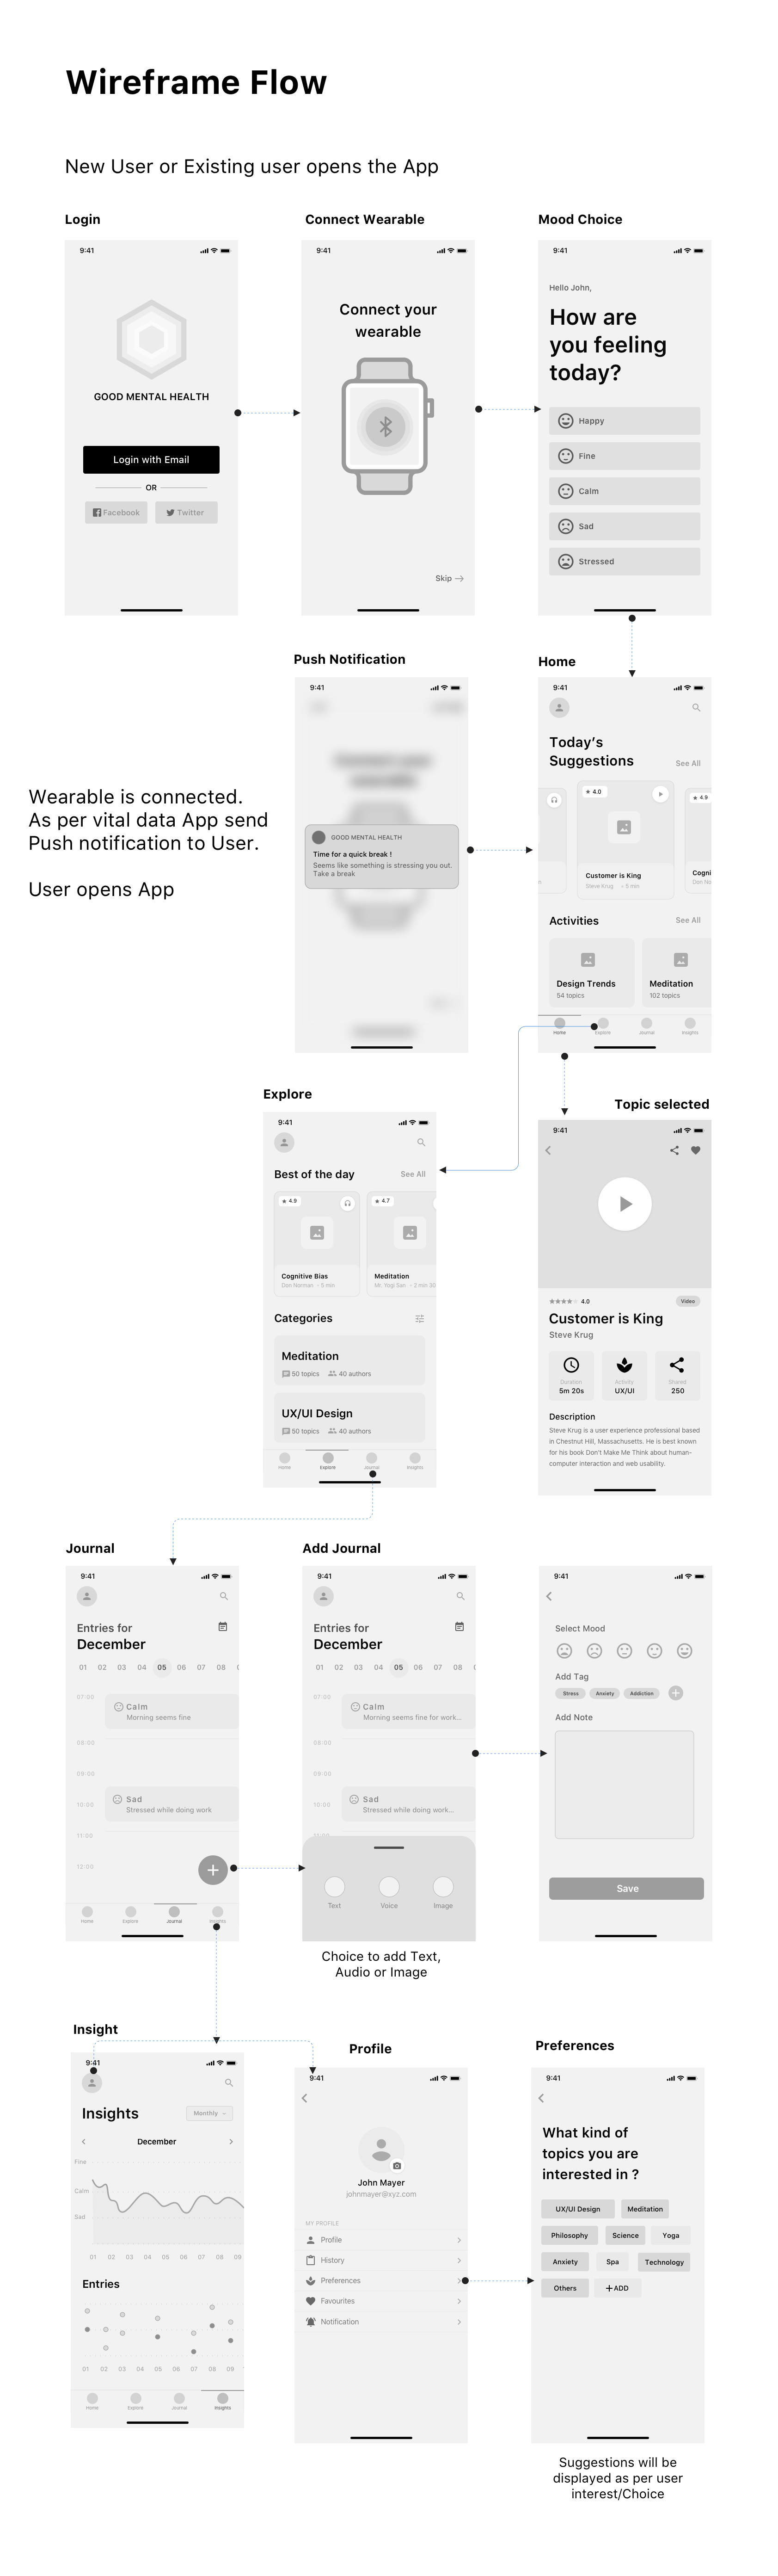 Wireframe Flow
New User or Existing user opens the App
Login
Connect Wearable
Mood Choice
9:41
GOOD MENTAL HEALTH
Login with Email
OR
Facebook
Twitter
9:41
Connect your
wearable
Skip
9:41
Hello John,
How are
you feeling
today?
Happy
Fine
Calm
Sad
Stressed
Push Notification
Home
Wearable is connected.
As per vital data App send
Push notification to User.
User opens App
9:41
GOOD MENTAL HEALTH
Time for a quick break !
Seems like something is stressing you out.
Take a break
9:41
Today's
Suggestions
See All
4.0
4.9
Customer is King
Steve Krug • 5 min
Cogni
Don No
Activities
See All
Design Trends
54 topics
Meditation
102 topics
Home
Explore
Journal
Insights
Explore
Topic selected
9:41
Best of the day
See All
4.9
4.7
Cognitive Bias
Don Norman • 5 min
Meditation
Mr. Yogi San • 2 min 30
Categories
Meditation
50 topics
40 authors
UX/UI Design
50 topics
40 authors
Home
Explore
Journal
Insights
9:41
4.0
Video
Customer is King
Steve Krug
Duration
5m 20s
Activity
UX/UI
Shared
250
Description
Steve Krug is a user experience professional based
in Chestnut Hill, Massachusetts. He is best known
for his book Don't Make Me Think about human-
computer interaction and web usability.
Journal
Add Journal
9:41
Entries for
December
01 02 03 04 05 06 07 08
07:00
Calm
Morning seems fine
08:00
09:00
10:00
Sad
Stressed while doing work
11:00
12:00
Home
Explore
Journal
Insights
9:41
Entries for
December
01 02 03 04 05 06 07 08
07:00
Calm
Morning seems fine for work...
08:00
09:00
10:00
Sad
Stressed while doing work...
11:00
Text
Voice
Image
Choice to add Text,
Audio or Image
9:41
Select Mood
Add Tag
Stress
Anxiety
Addiction
Add Note
Save
Insight
Profile
Preferences
9:41
Insights
Monthly
December
Fine
Calm
Sad
01 02 03 04 05 06 07 08 09
Entries
01 02 03 04 05 06 07 08 09
Home
Explore
Journal
Insights
9:41
John Mayer
johnmayer@xyz.com
MY PROFILE
Profile
History
Preferences
Favourites
Notification
9:41
What kind of
topics you are
interested in ?
UX/UI Design
Meditation
Philosophy
Science
Yoga
Anxiety
Spa
Technology
Others
+ADD
Suggestions will be
displayed as per user
interest/Choice